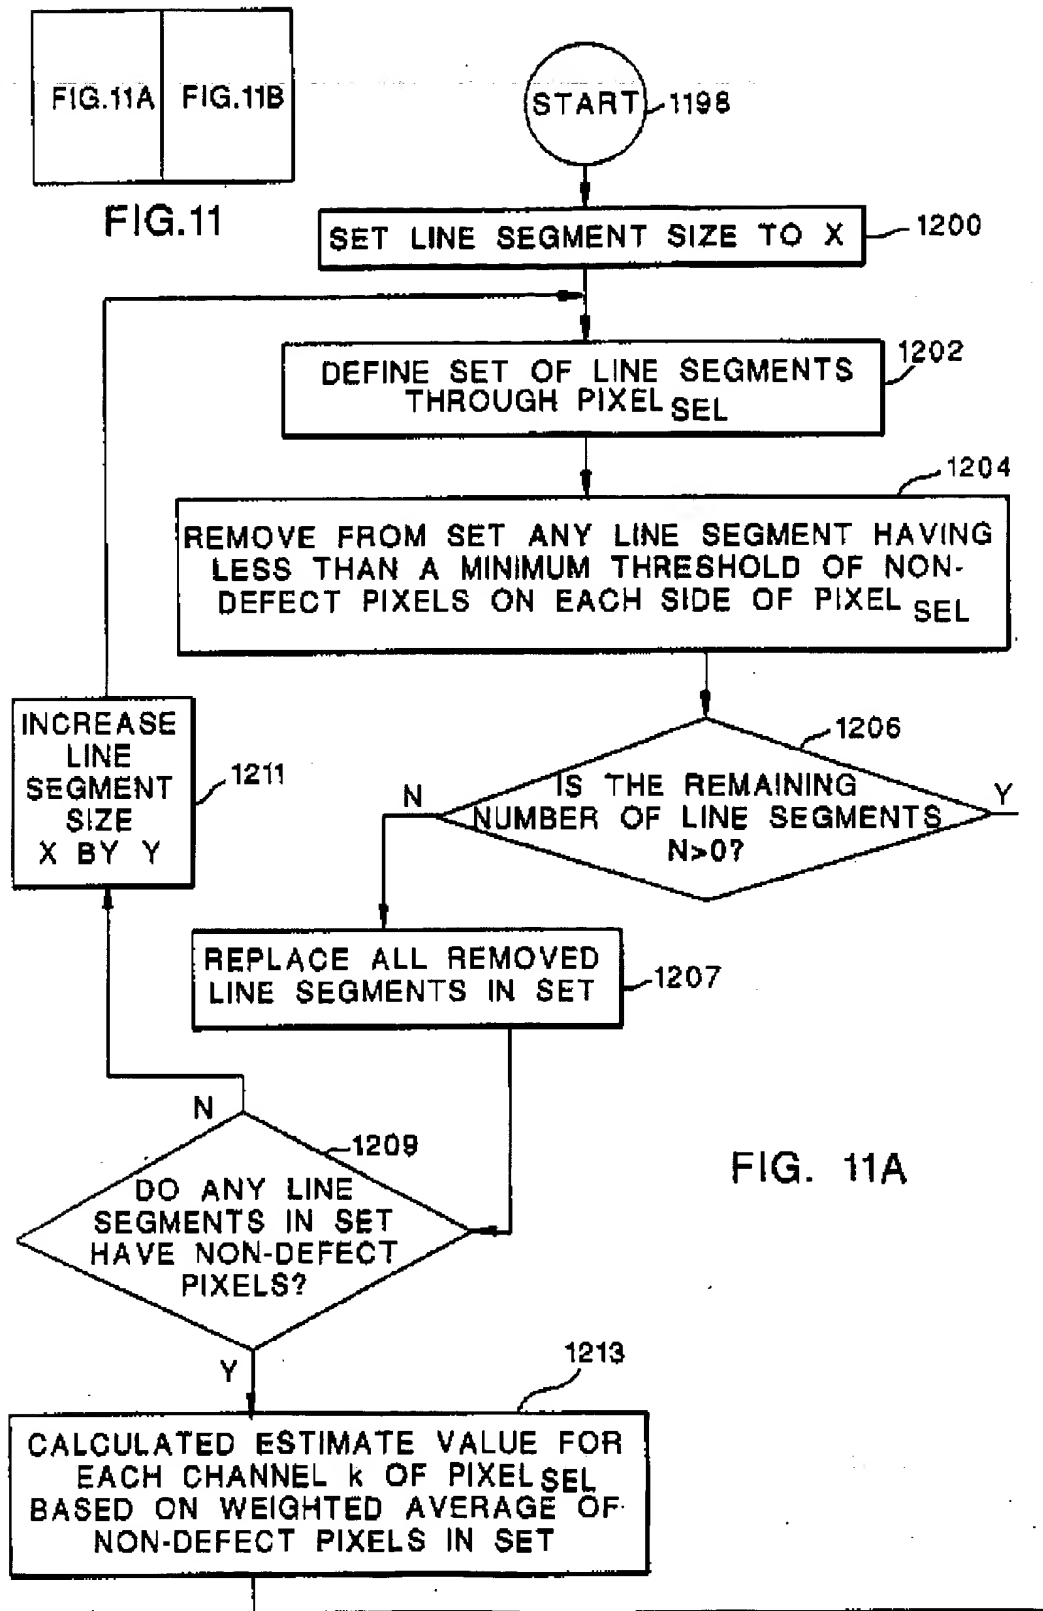 FIG.11A FIG.11B
FIG.11
START
1198
SET LINE SEGMENT SIZE TO X
1200
DEFINE SET OF LINE SEGMENTS
THROUGH PIXEL SEL
1202
1204
REMOVE FROM SET ANY LINE SEGMENT HAVING
LESS THAN A MINIMUM THRESHOLD OF NON-
DEFECT PIXELS ON EACH SIDE OF PIXEL SEL
1206
IS THE REMAINING
NUMBER OF LINE SEGMENTS
N>0?
N
Y
INCREASE
LINE
SEGMENT
SIZE
X BY Y
1211
REPLACE ALL REMOVED
LINE SEGMENTS IN SET
1207
N
1209
DO ANY LINE
SEGMENTS IN SET
HAVE NON-DEFECT
PIXELS?
FIG. 11A
Y
1213
CALCULATED ESTIMATE VALUE FOR
EACH CHANNEL k OF PIXEL SEL
BASED ON WEIGHTED AVERAGE OF
NON-DEFECT PIXELS IN SET